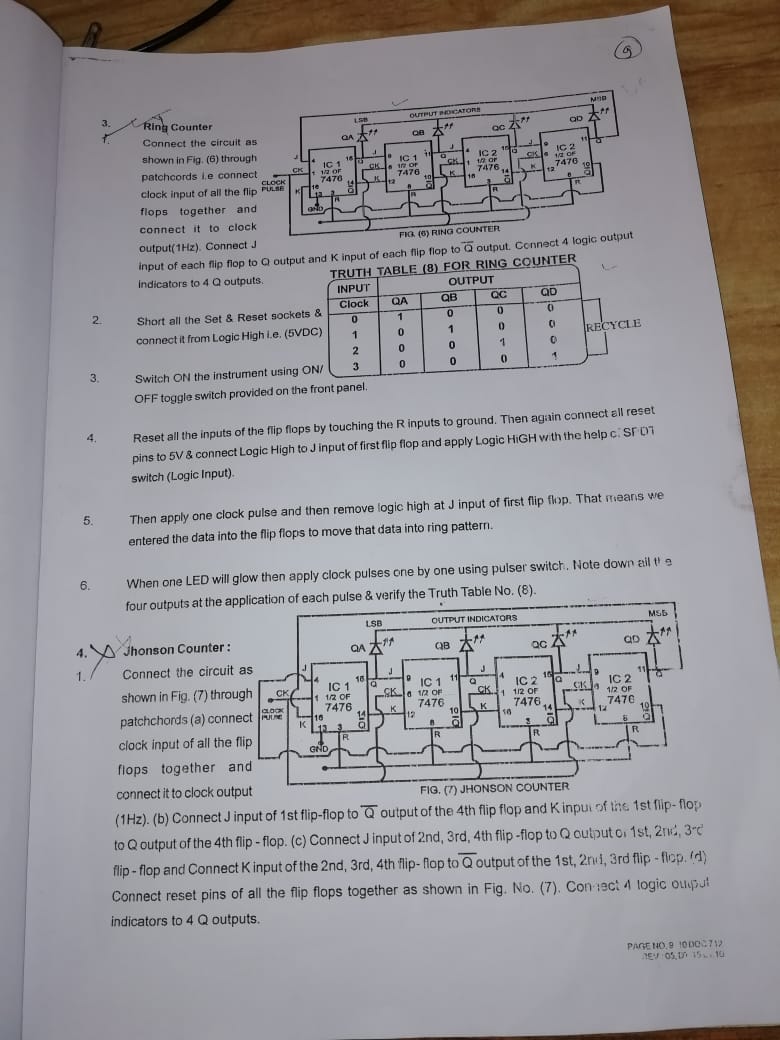 9
3. Ring Counter
1. Connect the circuit as
shown in Fig. (6) through
patchcords i.e connect
clock input of all the flip
flops together and
connect it to clock
output(1Hz). Connect J
input of each flip flop to Q output and K input of each flip flop to Q̅ output. Connect 4 logic output
indicators to 4 Q outputs.
LSB OUTPUT INDICATORS MSB
QA QB QC QD
J CK K
CLOCK
PULSE
IC 1
1/2 OF
7476
IC 1
1/2 OF
7476
IC 2
1/2 OF
7476
IC 2
1/2 OF
7476
GND
R R R R
FIG. (6) RING COUNTER
TRUTH TABLE (8) FOR RING COUNTER
INPUT OUTPUT
Clock QA QB QC QD
0 1 0 0 0
1 0 1 0 0
2 0 0 1 0
3 0 0 0 1
RECYCLE
2. Short all the Set & Reset sockets &
connect it from Logic High i.e. (5VDC)
3. Switch ON the instrument using ON/
OFF toggle switch provided on the front panel.
4. Reset all the inputs of the flip flops by touching the R inputs to ground. Then again connect all reset
pins to 5V & connect Logic High to J input of first flip flop and apply Logic HiGH with the help of SPDT
switch (Logic Input).
5. Then apply one clock pulse and then remove logic high at J input of first flip flop. That means we
entered the data into the flip flops to move that data into ring pattern.
6. When one LED will glow then apply clock pulses one by one using pulser switch. Note down all the
four outputs at the application of each pulse & verify the Truth Table No. (8).
4. Jhonson Counter :
1. Connect the circuit as
shown in Fig. (7) through
patchchords (a) connect
clock input of all the flip
flops together and
connect it to clock output
LSB OUTPUT INDICATORS MSB
QA QB QC QD
J CK K
CLOCK
PULSE
IC 1
1/2 OF
7476
IC 1
1/2 OF
7476
IC 2
1/2 OF
7476
IC 2
1/2 OF
7476
GND
R R R R
FIG. (7) JHONSON COUNTER
(1Hz). (b) Connect J input of 1st flip-flop to Q̅ output of the 4th flip flop and K input of the 1st flip- flop
to Q output of the 4th flip - flop. (c) Connect J input of 2nd, 3rd, 4th flip -flop to Q output of 1st, 2nd, 3rd
flip - flop and Connect K input of the 2nd, 3rd, 4th flip- flop to Q̅ output of the 1st, 2nd, 3rd flip - flop. (d)
Connect reset pins of all the flip flops together as shown in Fig. No. (7). Connect 4 logic output
indicators to 4 Q outputs.
PAGE NO. 9